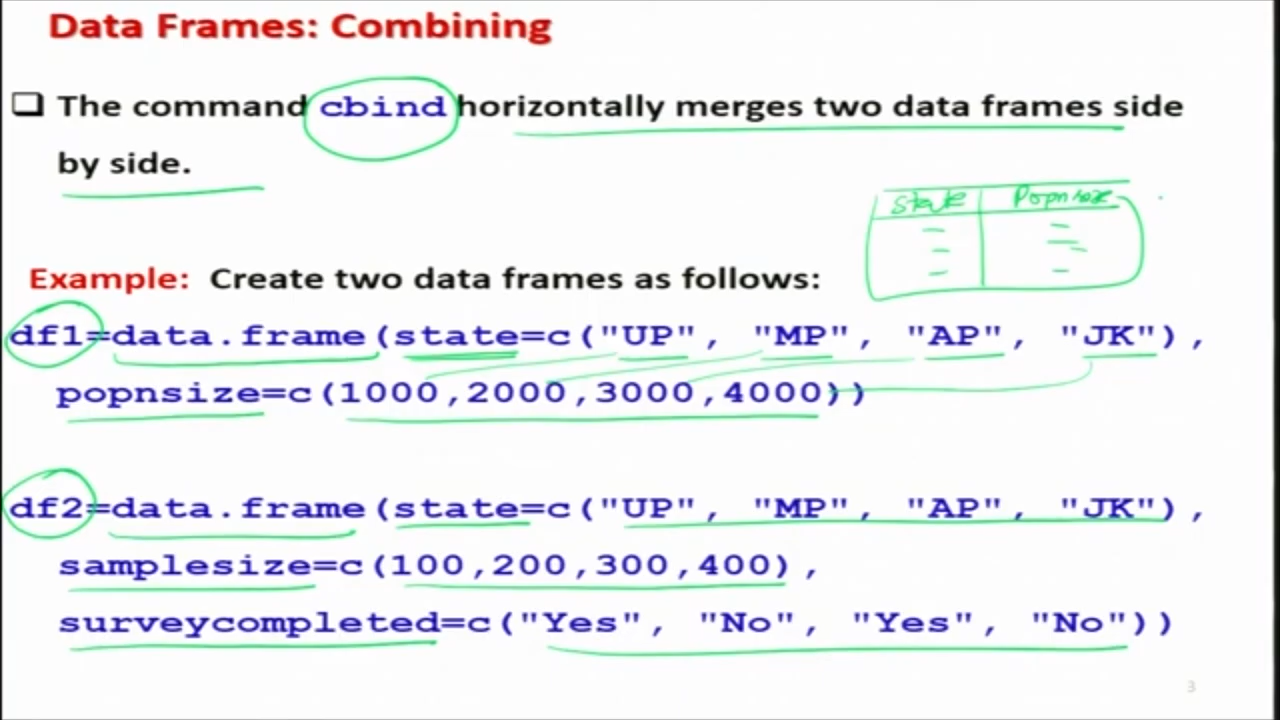 Data Frames: Combining
❑ The command cbind horizontally merges two data frames side
by side.
State Popnsize
Example: Create two data frames as follows:
df1=data.frame(state=c("UP", "MP", "AP", "JK"),
popnsize=c(1000,2000,3000,4000))
df2=data.frame(state=c("UP", "MP", "AP", "JK"),
samplesize=c(100,200,300,400),
surveycompleted=c("Yes", "No", "Yes", "No"))
3